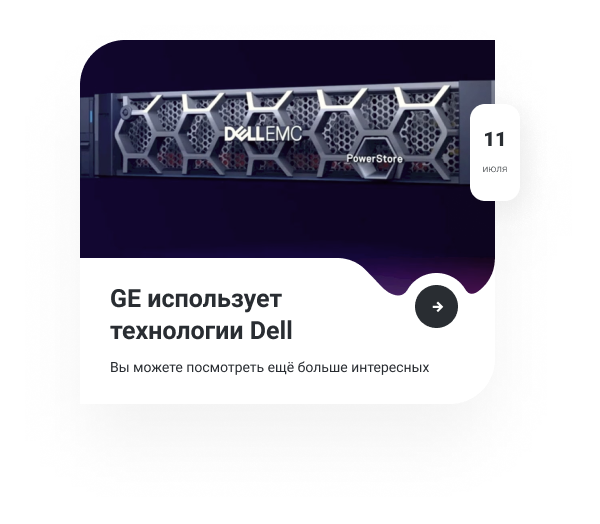 DELLEMC
PowerStore
11
июля
GE использует
технологии Dell
Вы можете посмотреть ещё больше интересных